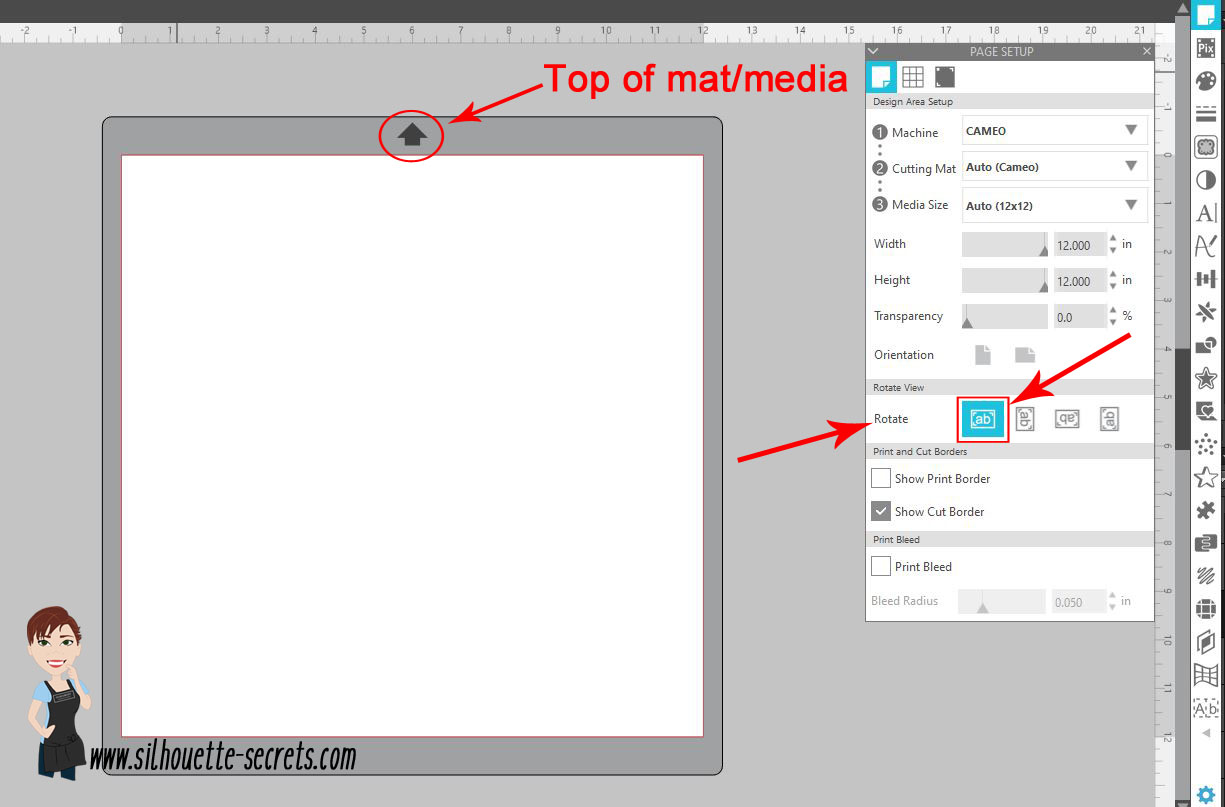 -2 -1 0 1 2 3 4 5 6 7 8 9 10 11 12 13 14 15 16 17 18 19 20 21
PAGE SETUP
Pix
Top of mat/media
Design Area Setup
1 Machine CAMEO
2 Cutting Mat Auto (Cameo)
3 Media Size Auto (12x12)
Width 12.000 in
Height 12.000 in
Transparency 0.0 %
Orientation
Rotate View
Rotate ab ab ab ab
Print and Cut Borders
Show Print Border
Show Cut Border
Print Bleed
Print Bleed
Bleed Radius 0.050 in
-2 -1 0 1 2 3 4 5 6 7 8 9 10 11 12
A
A
A b
www.silhouette-secrets.com